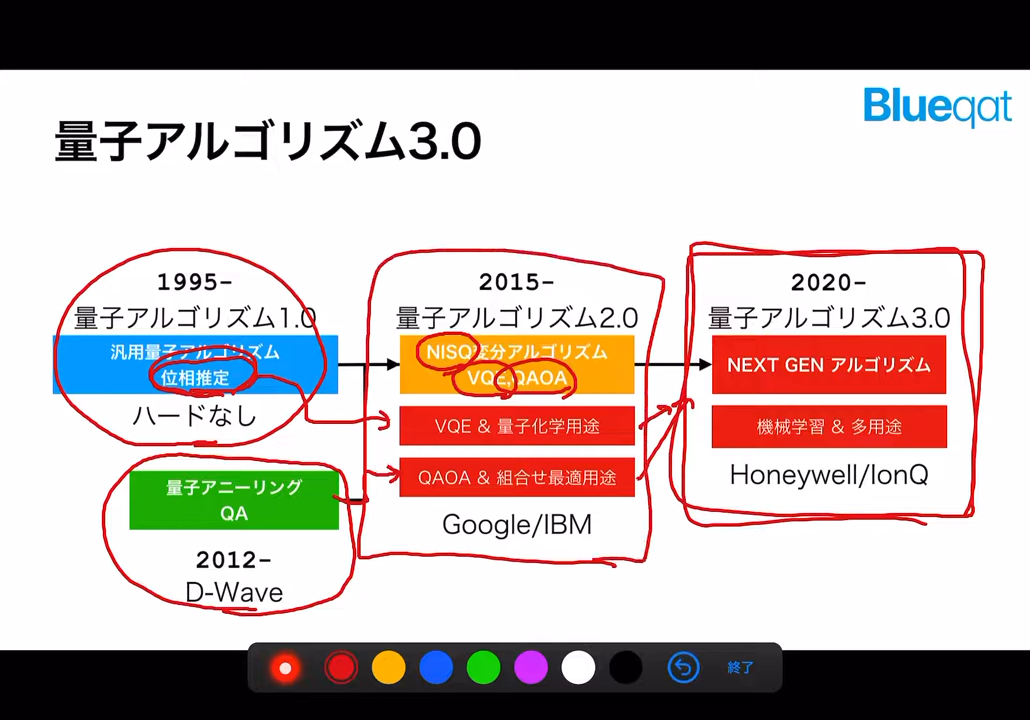 Blueqat
量子アルゴリズム3.0
1995-
量子アルゴリズム1.0
汎用量子アルゴリズム
位相推定
ハードなし
量子アニーリング
QA
2012-
D-Wave
2015-
量子アルゴリズム2.0
NISQ変分アルゴリズム
VQE,QAOA
VQE & 量子化学用途
QAOA & 組合せ最適用途
Google/IBM
2020-
量子アルゴリズム3.0
NEXT GEN アルゴリズム
機械学習 & 多用途
Honeywell/IonQ
終了